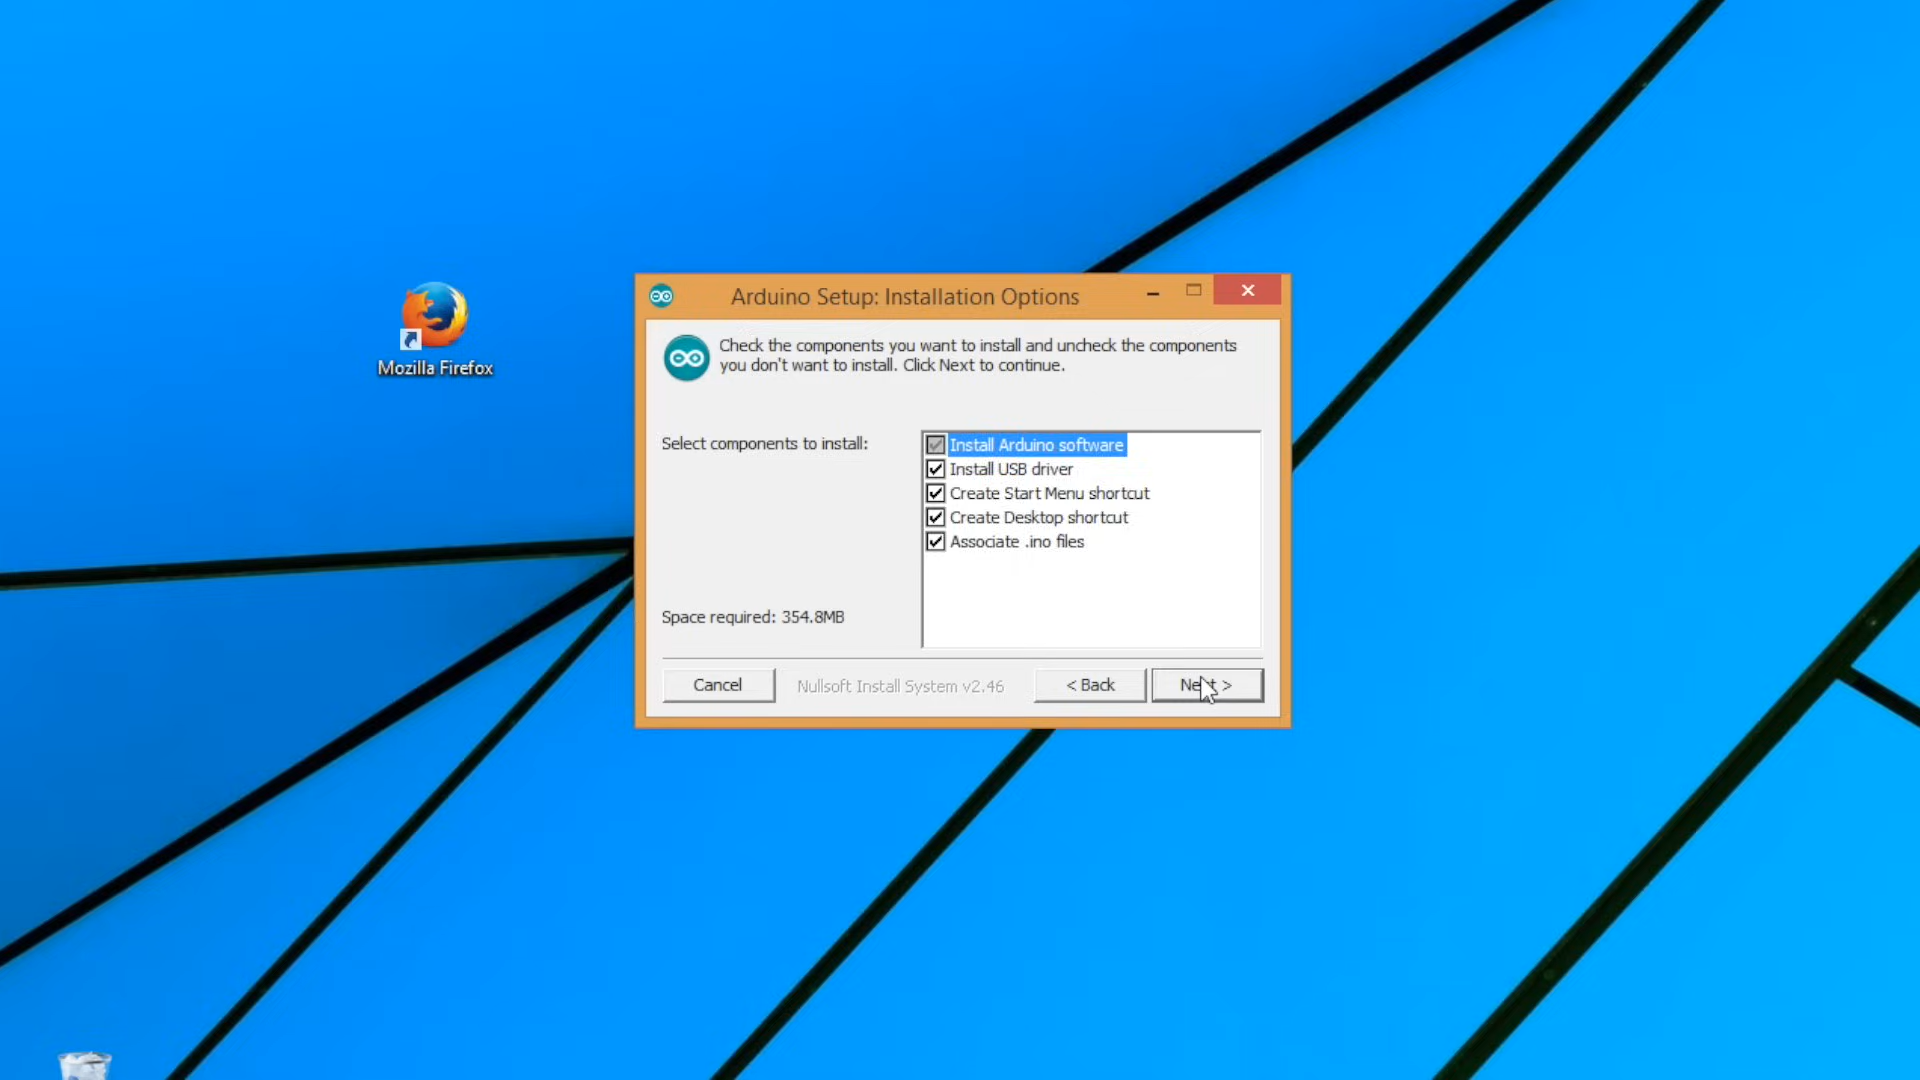 Mozilla Firefox
Arduino Setup: Installation Options
Check the components you want to install and uncheck the components
you don't want to install. Click Next to continue.
Select components to install:
Install Arduino software
Install USB driver
Create Start Menu shortcut
Create Desktop shortcut
Associate .ino files
Space required: 354.8MB
Cancel
Nullsoft Install System v2.46
< Back
Next >